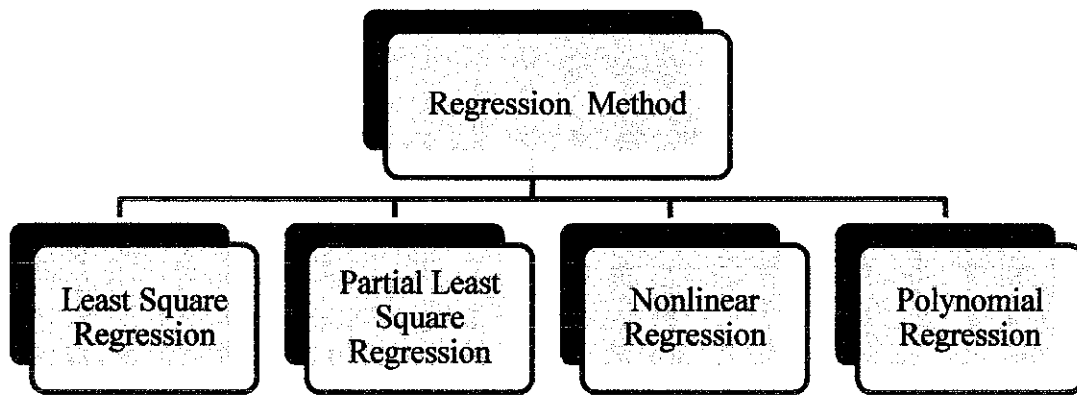 Regression Method
Least Square
Regression
Partial Least
Square
Regression
Nonlinear
Regression
Polynomial
Regression